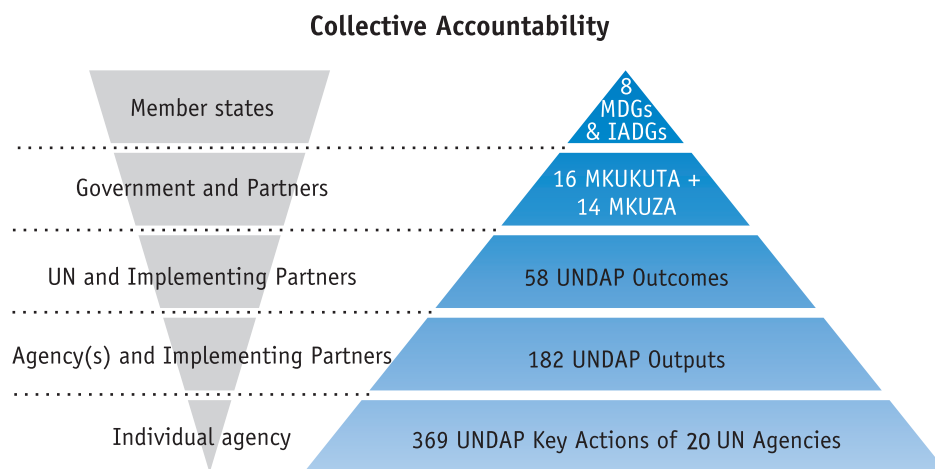 Collective Accountability
Member states
8
MDGs
& IADGs
Government and Partners
16 MKUKUTA +
14 MKUZA
UN and Implementing Partners
58 UNDAP Outcomes
Agency(s) and Implementing Partners
182 UNDAP Outputs
Individual agency
369 UNDAP Key Actions of 20 UN Agencies